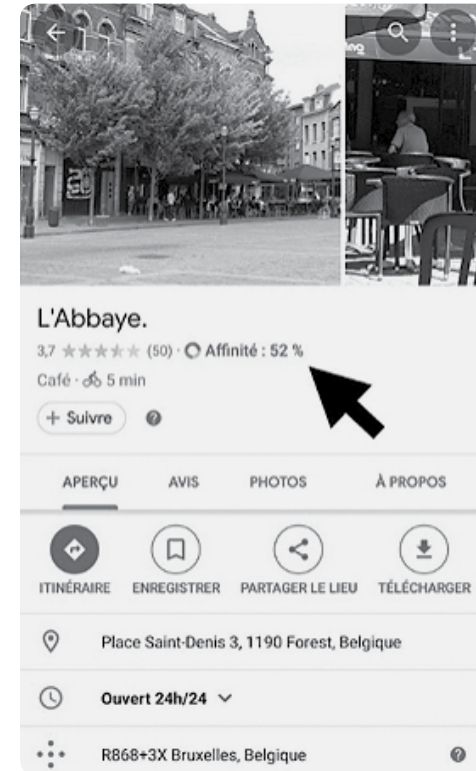 L'Abbaye.
3,7 ★★★★★ (50) · Affinité : 52 %
Café · 5 min
+ Suivre
APERÇU AVIS PHOTOS À PROPOS
ITINÉRAIRE ENREGISTRER PARTAGER LE LIEU TÉLÉCHARGER
Place Saint-Denis 3, 1190 Forest, Belgique
Ouvert 24h/24
R868+3X Bruxelles, Belgique